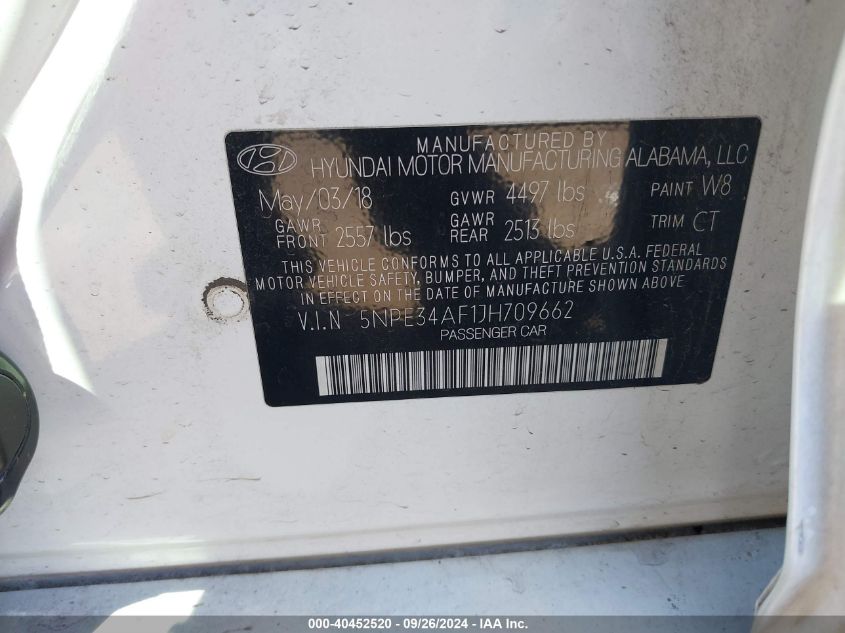 MANUFACTURED BY
HYUNDAI MOTOR MANUFACTURING ALABAMA, LLC
May/03/18 GVWR 4497 lbs PAINT W8
GAWR FRONT 2557 lbs GAWR REAR 2513 lbs TRIM CT
THIS VEHICLE CONFORMS TO ALL APPLICABLE U.S.A. FEDERAL
MOTOR VEHICLE SAFETY, BUMPER, AND THEFT PREVENTION STANDARDS
IN EFFECT ON THE DATE OF MANUFACTURE SHOWN ABOVE
V.I.N 5NPE34AF1JH709662
PASSENGER CAR
000-40452520 - 09/26/2024 - IAA Inc.